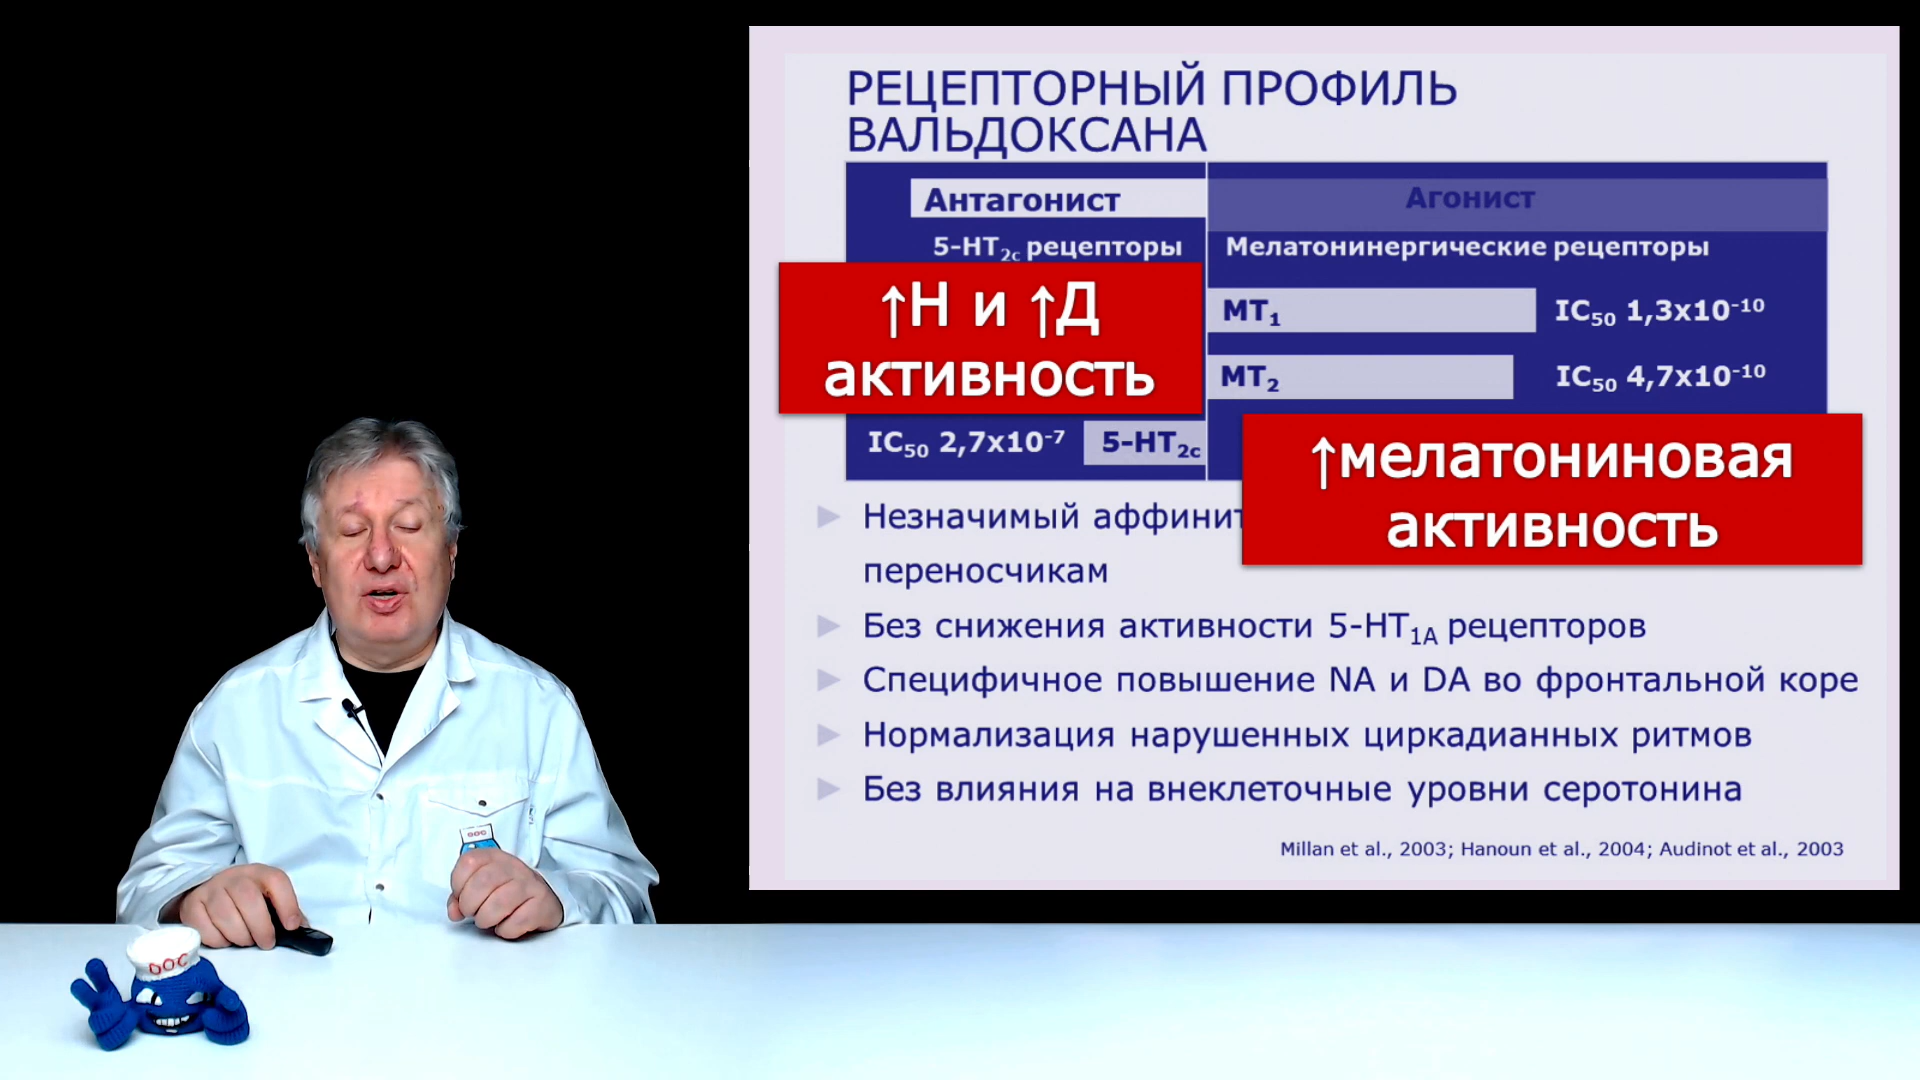 РЕЦЕПТОРНЫЙ ПРОФИЛЬ
ВАЛЬДОКСАНА
Антагонист
Агонист
5-HT2c рецепторы
Мелатонинергические рецепторы
↑Н и ↑Д
активность
MT1
IC50 1,3x10-10
MT2
IC50 4,7x10-10
IC50 2,7x10-7
5-HT2c
↑мелатониновая
активность
Незначимый
переносчикам
Без снижения активности 5-HT1A рецепторов
Специфичное повышение NA и DA во фронтальной коре
Нормализация нарушенных циркадианных ритмов
Без влияния на внеклеточные уровни серотонина
Millan et al., 2003; Hanoun et al., 2004; Audinot et al., 2003
DOC
DOC